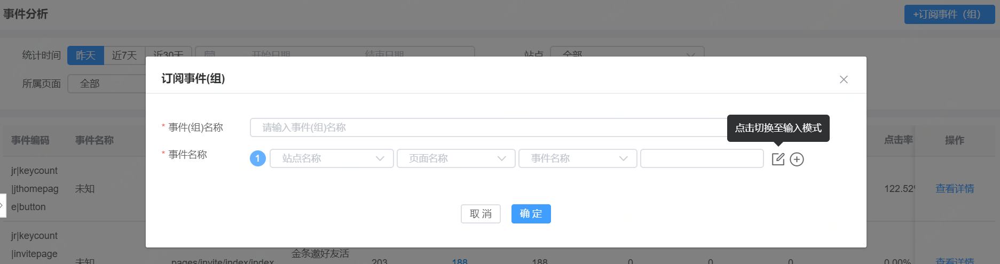 事件分析
+订阅事件（组）
统计时间 昨天 近7天 近30天 开始日期 结束日期 站点 全部
所属页面 全部
订阅事件(组)
* 事件(组)名称 请输入事件(组)名称
点击切换至输入模式
* 事件名称 1 站点名称 页面名称 事件名称
取 消 确 定
事件编码 事件名称 点击率 操作
jr|keycount
|jthomepag 未知 122.52% 查看详情
e|button
jr|keycount
|invitepage 金条邀好友活
未知 pages/invite/index/index 203 188 188 0 0 0 0.00% 查看详情